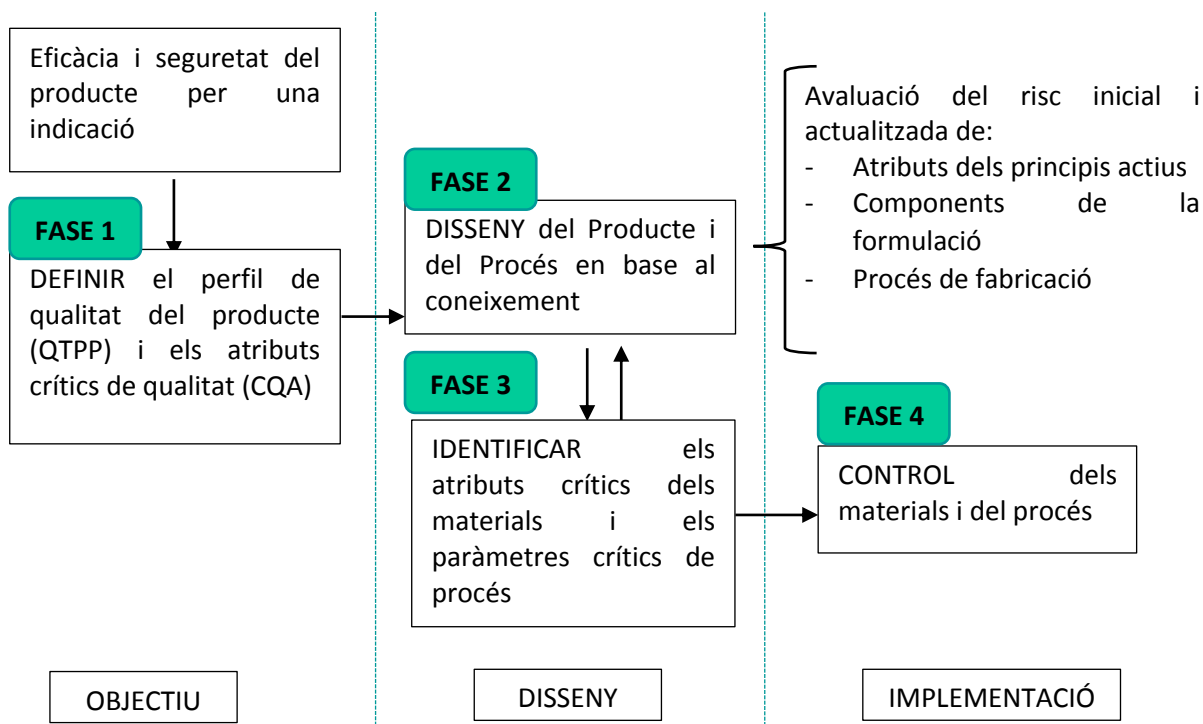 Eficàcia i seguretat del
producte per una
indicació
FASE 1
DEFINIR el perfil de
qualitat del producte
(QTPP) i els atributs
crítics de qualitat (CQA)
FASE 2
DISSENY del Producte i
del Procés en base al
coneixement
Avaluació del risc inicial i
actualitzada de:
- Atributs dels principis actius
- Components de la
formulació
- Procés de fabricació
FASE 3
IDENTIFICAR els
atributs crítics dels
materials i els
paràmetres crítics de
procés
FASE 4
CONTROL dels
materials i del procés
OBJECTIU
DISSENY
IMPLEMENTACIÓ